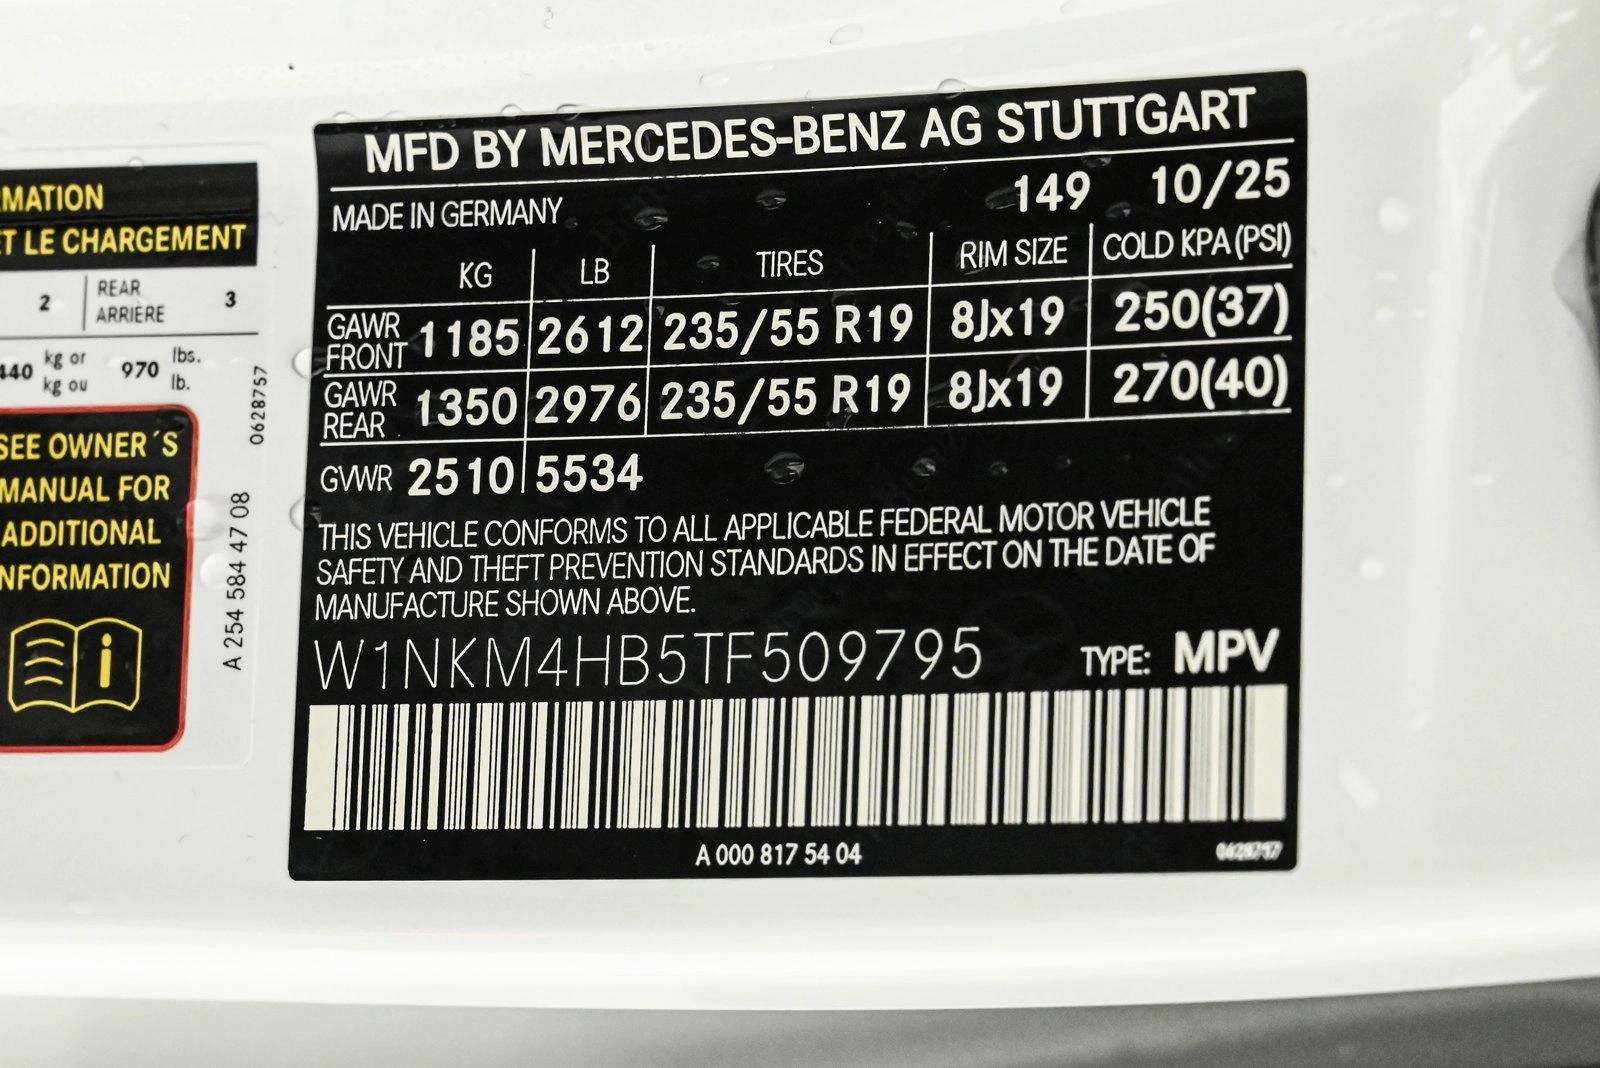 MFD BY MERCEDES-BENZ AG STUTTGART
MADE IN GERMANY 149 10/25
KG LB TIRES RIM SIZE COLD KPA (PSI)
GAWR FRONT 1185 2612 235/55 R19 8Jx19 250(37)
GAWR REAR 1350 2976 235/55 R19 8Jx19 270(40)
GVWR 2510 5534
THIS VEHICLE CONFORMS TO ALL APPLICABLE FEDERAL MOTOR VEHICLE
SAFETY AND THEFT PREVENTION STANDARDS IN EFFECT ON THE DATE OF
MANUFACTURE SHOWN ABOVE.
W1NKM4HB5TF509795 TYPE: MPV
A 000 817 54 04
RMATION
ET LE CHARGEMENT
2 REAR ARRIÈRE 3
440 kg or kg ou 970 lbs. lb.
SEE OWNER´S
MANUAL FOR
ADDITIONAL
INFORMATION
0628757
A 254 584 47 08